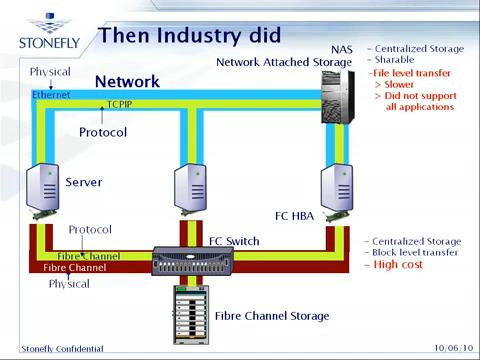 STONEFLY
Then Industry did
NAS
Network Attached Storage
– Centralized Storage
– Sharable
–File level transfer
> Slower
> Did not support
all applications
Physical
Network
Ethernet
TCPIP
Protocol
Server
FC HBA
Protocol
FC Switch
Fibre Channel
Fibre Channel
Physical
– Centralized Storage
– Block level transfer
– High cost
Fibre Channel Storage
Stonefly Confidential
10/06/10